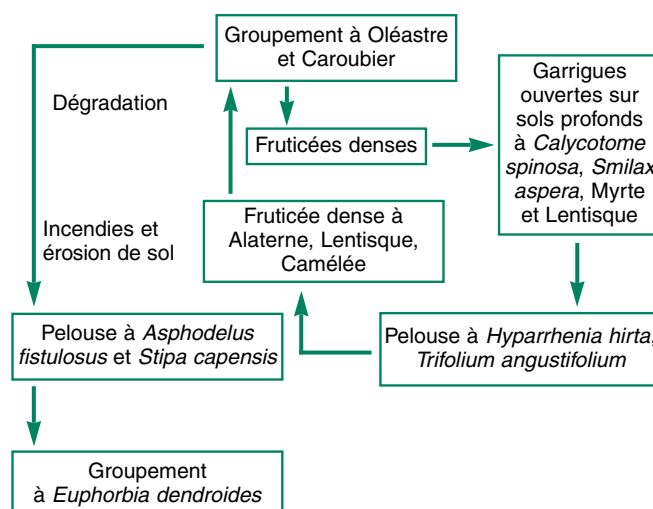 Groupement à Oléastre
et Caroubier
Dégradation
Garrigues
ouvertes sur
sols profonds
à Calycotome
spinosa, Smilax
aspera, Myrte
et Lentisque
Fruticées denses
Fruticée dense à
Alaterne, Lentisque,
Camélée
Incendies et
érosion de sol
Pelouse à Asphodelus
fistulosus et Stipa capensis
Pelouse à Hyparrhenia hirta,
Trifolium angustifolium
Groupement
à Euphorbia dendroides